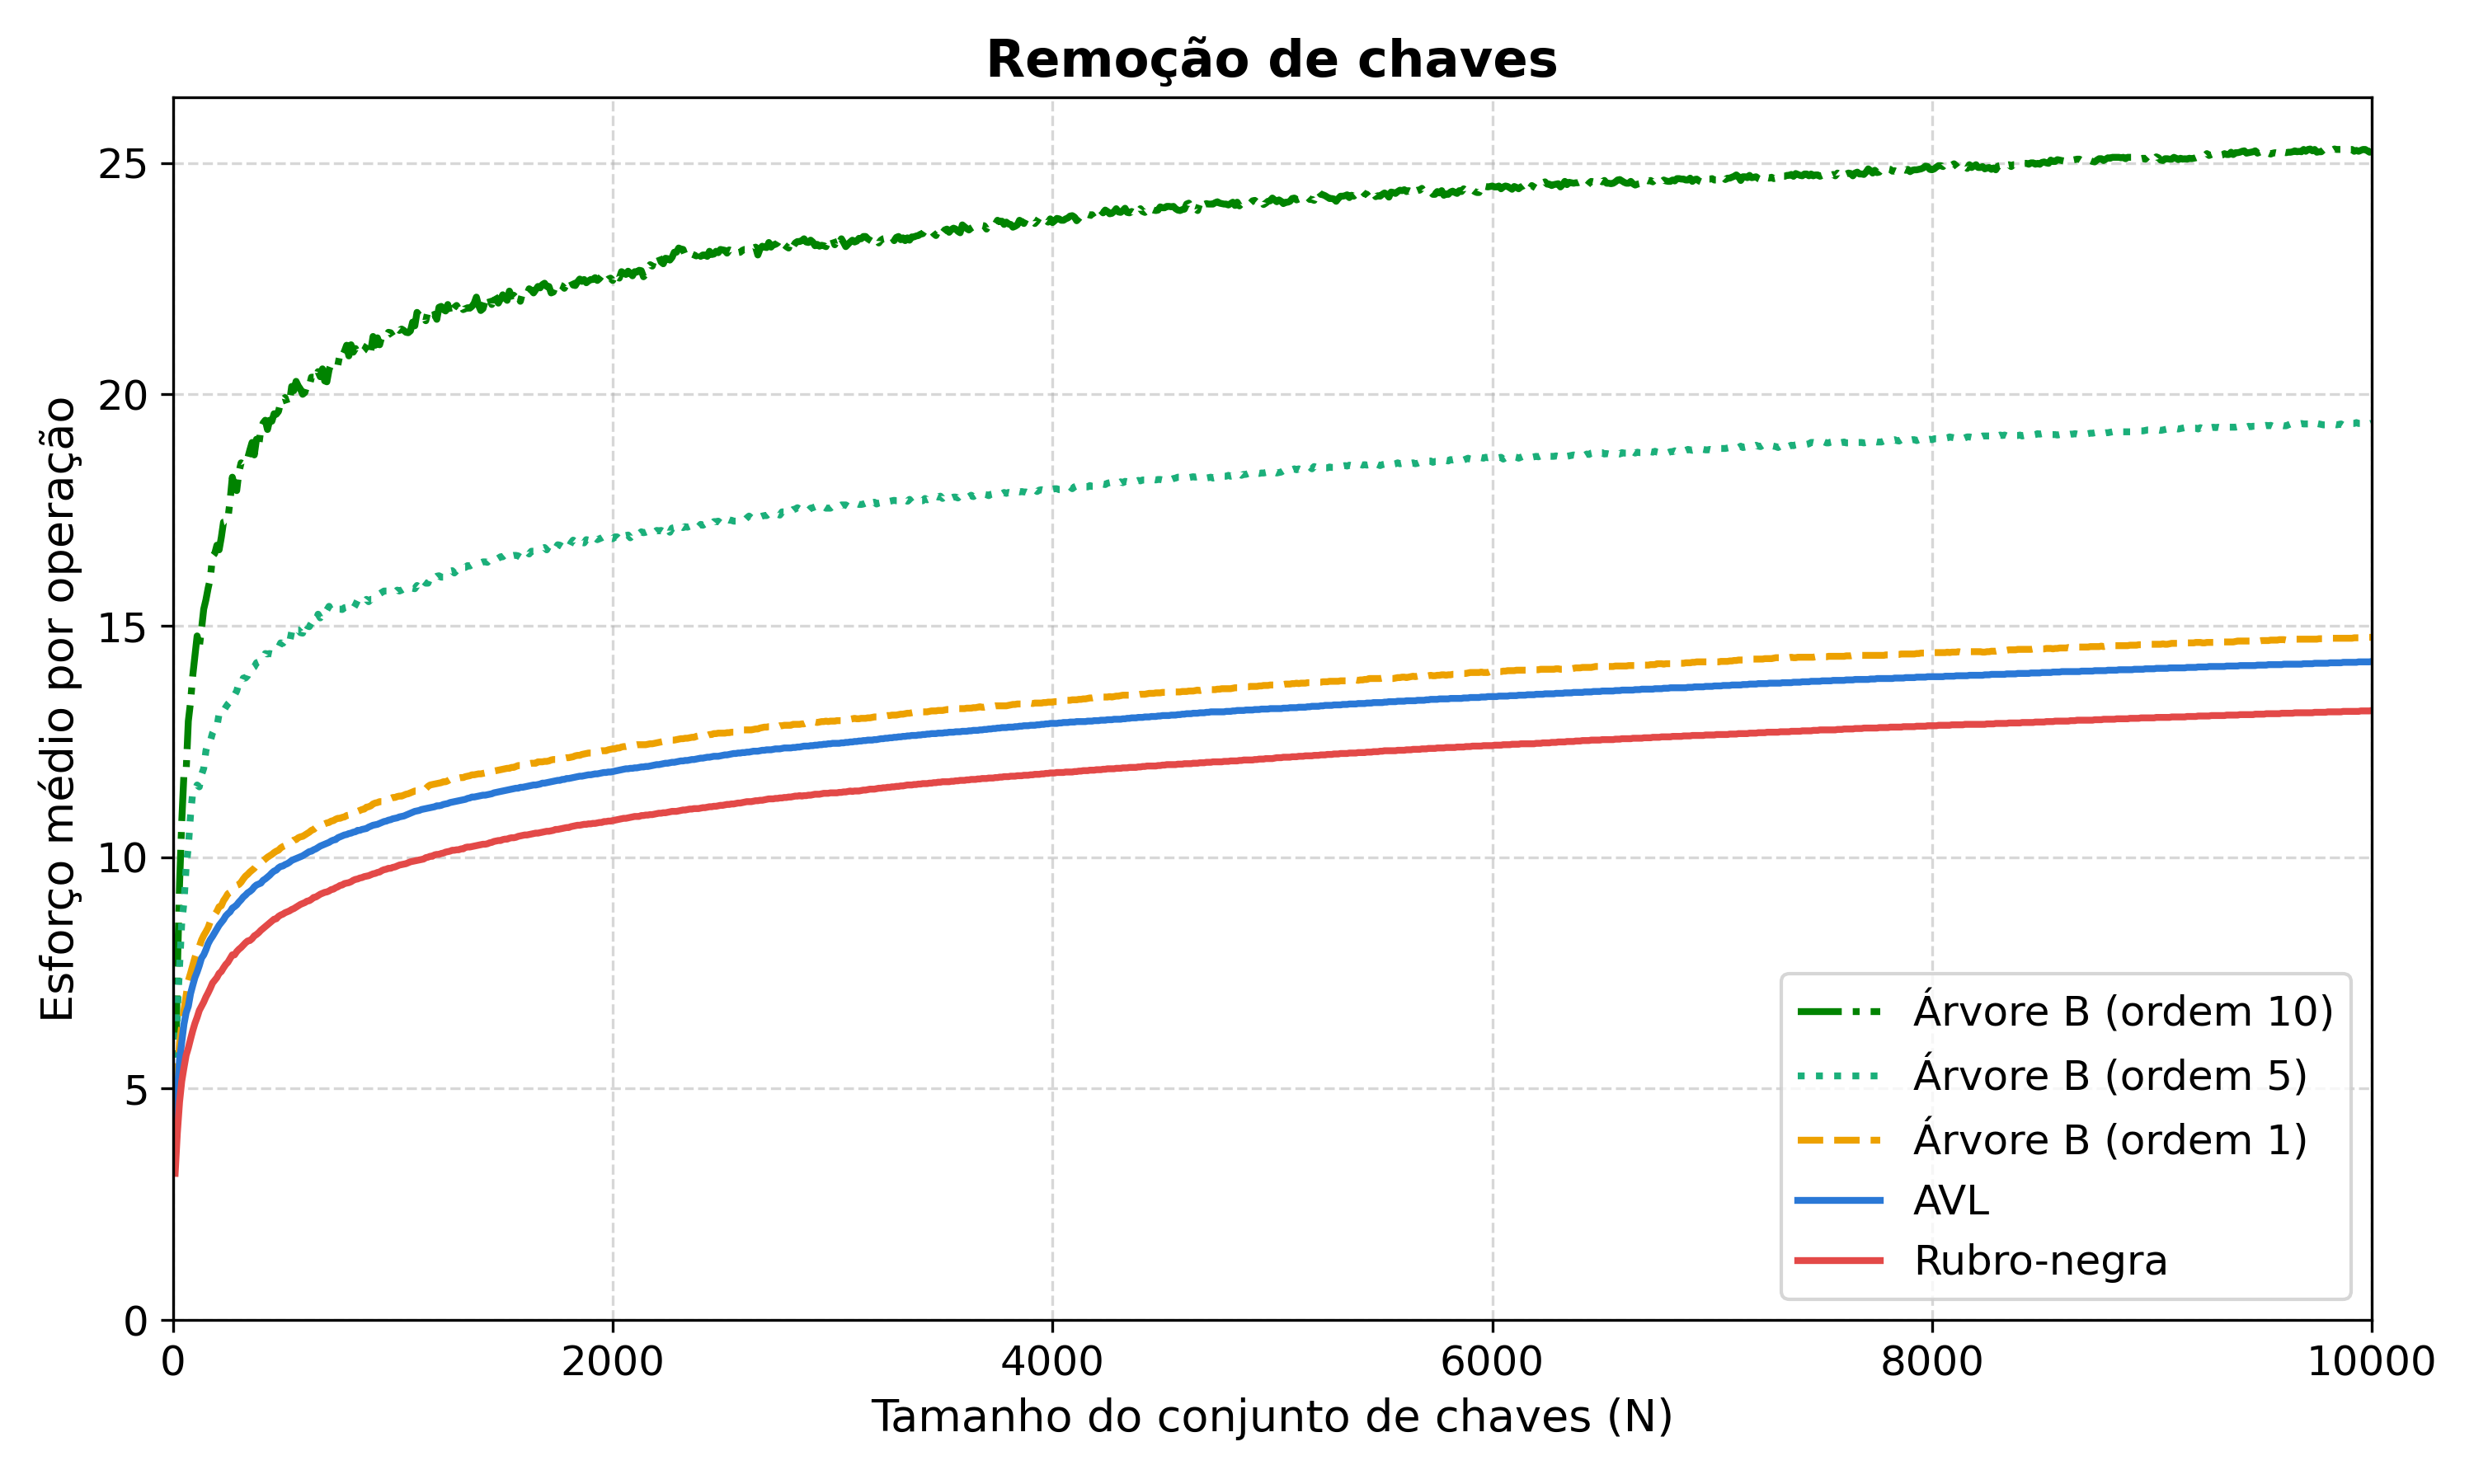 Remoção de chaves
Esforço médio por operação
25
20
15
10
5
0
0 2000 4000 6000 8000 10000
Tamanho do conjunto de chaves (N)
Árvore B (ordem 10)
Árvore B (ordem 5)
Árvore B (ordem 1)
AVL
Rubro-negra